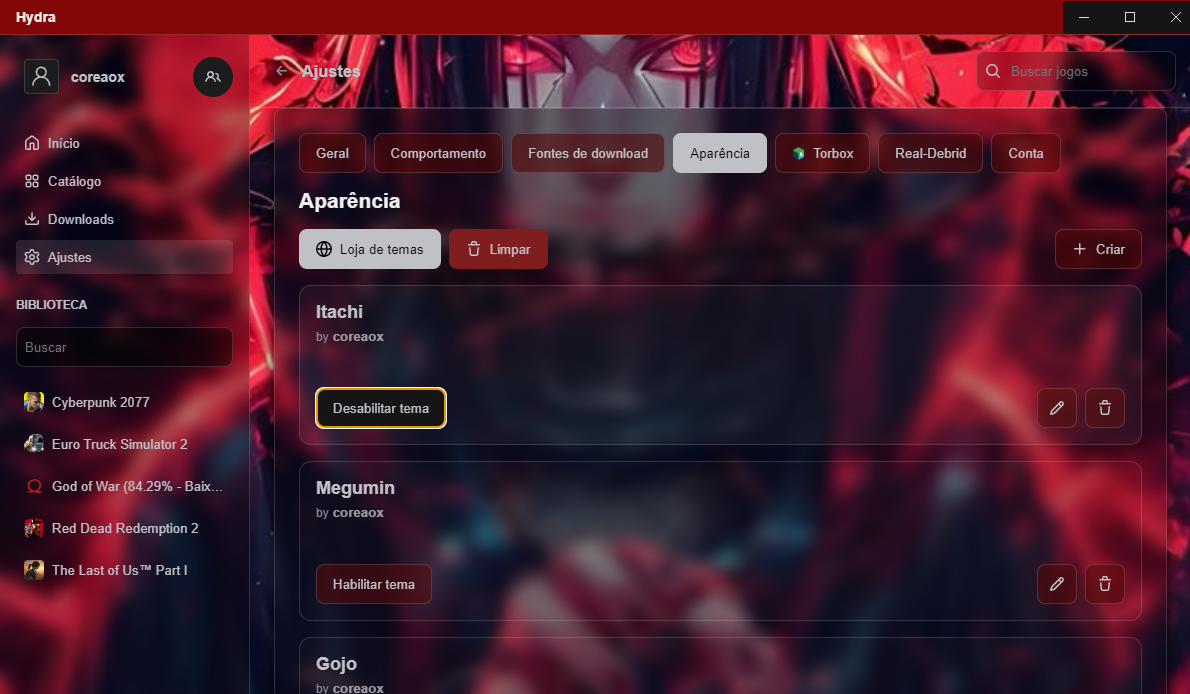 Hydra
coreaox
Ajustes
Buscar jogos
Início
Catálogo
Downloads
Ajustes
BIBLIOTECA
Buscar
Cyberpunk 2077
Euro Truck Simulator 2
God of War (84.29% - Baix...
Red Dead Redemption 2
The Last of Us™ Part I
Geral Comportamento Fontes de download Aparência Torbox Real-Debrid Conta
Aparência
Loja de temas Limpar Criar
Itachi
by coreaox
Desabilitar tema
Megumin
by coreaox
Habilitar tema
Gojo
by coreaox